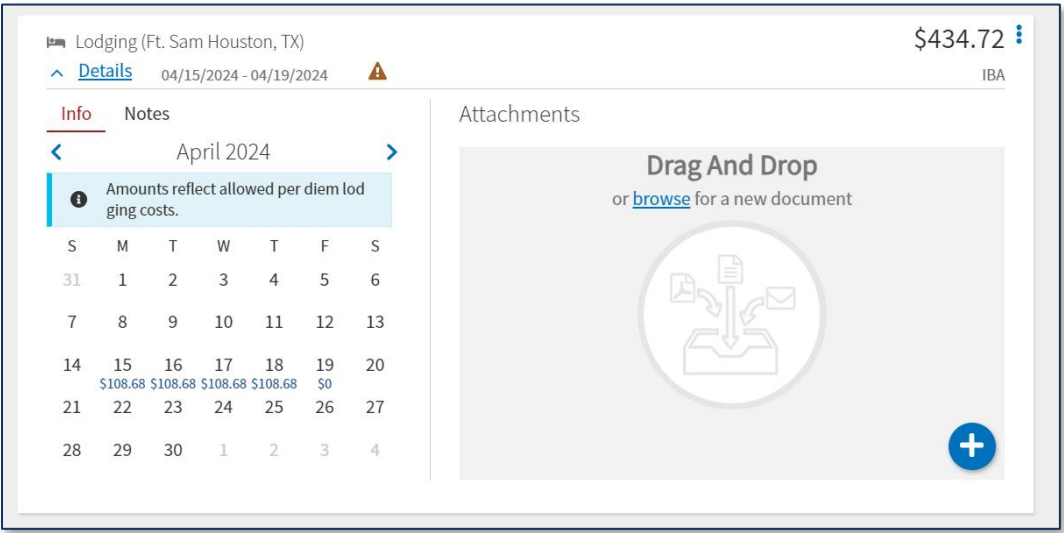 Lodging (Ft. Sam Houston, TX)
$434.72
Details 04/15/2024 - 04/19/2024
IBA
Info Notes
April 2024
Amounts reflect allowed per diem lod
ging costs.
S M T W T F S
31 1 2 3 4 5 6
7 8 9 10 11 12 13
14 15 16 17 18 19 20
$108.68 $108.68 $108.68 $108.68 $0
21 22 23 24 25 26 27
28 29 30 1 2 3 4
Attachments
Drag And Drop
or browse for a new document